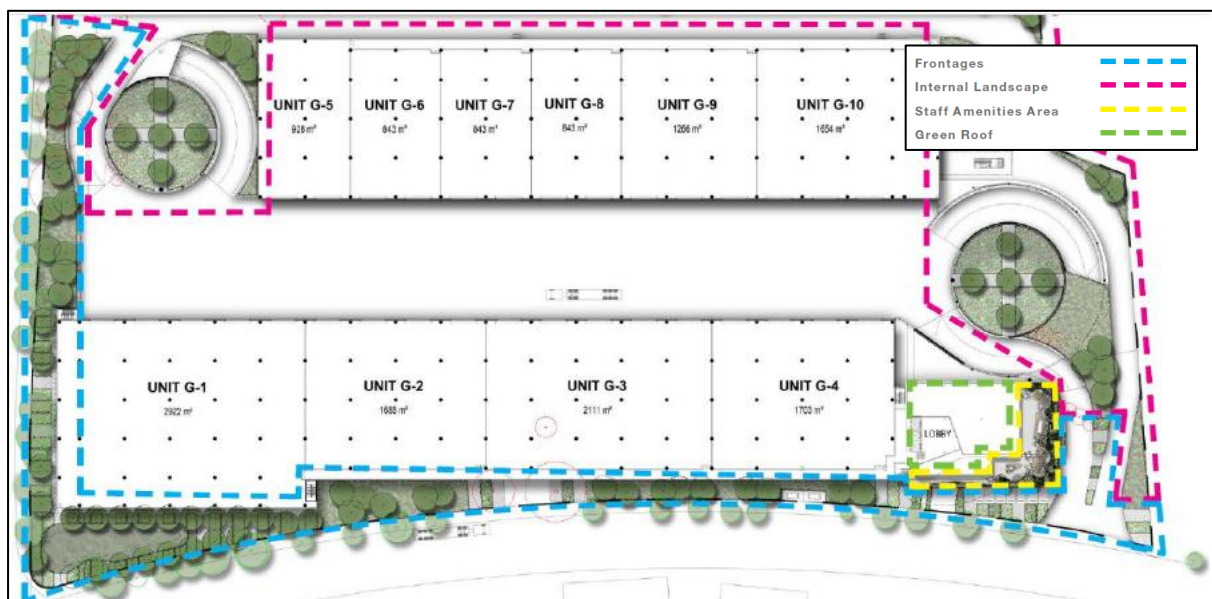 Frontages
Internal Landscape
Staff Amenities Area
Green Roof
UNIT G-5
928 m²
UNIT G-6
843 m²
UNIT G-7
843 m²
UNIT G-8
843 m²
UNIT G-9
1266 m²
UNIT G-10
1654 m²
UNIT G-1
2922 m²
UNIT G-2
1685 m²
UNIT G-3
2111 m²
UNIT G-4
1703 m²
LOBBY